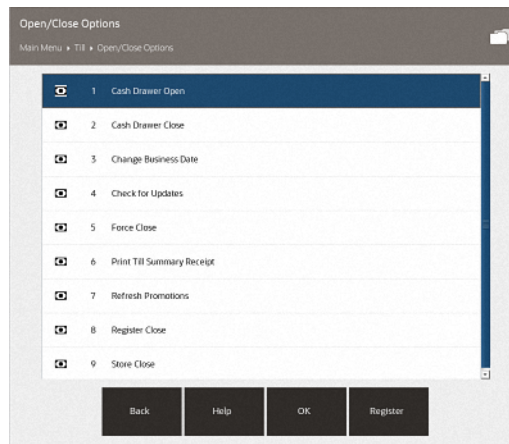 Open/Close Options
Main Menu ▸ Till ▸ Open/Close Options
1 Cash Drawer Open
2 Cash Drawer Close
3 Change Business Date
4 Check for Updates
5 Force Close
6 Print Till Summary Receipt
7 Refresh Promotions
8 Register Close
9 Store Close
Back Help OK Register